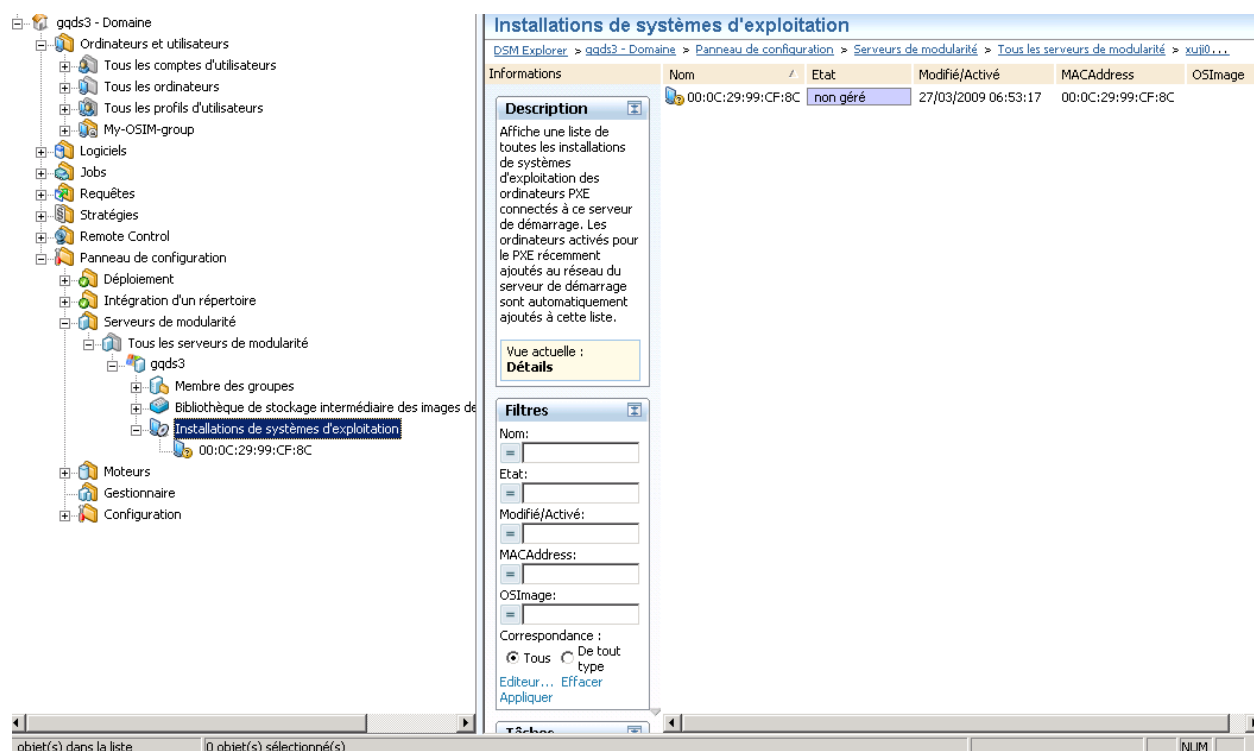 gqds3 - Domaine
Ordinateurs et utilisateurs
Tous les comptes d'utilisateurs
Tous les ordinateurs
Tous les profils d'utilisateurs
My-OSIM-group
Logiciels
Jobs
Requêtes
Stratégies
Remote Control
Panneau de configuration
Déploiement
Intégration d'un répertoire
Serveurs de modularité
Tous les serveurs de modularité
gqds3
Membre des groupes
Bibliothèque de stockage intermédiaire des images de
Installations de systèmes d'exploitation
00:0C:29:99:CF:8C
Moteurs
Gestionnaire
Configuration
Installations de systèmes d'exploitation
DSM Explorer > gqds3 - Domaine > Panneau de configuration > Serveurs de modularité > Tous les serveurs de modularité > xuji0...
Informations
Description
Affiche une liste de
toutes les installations
de systèmes
d'exploitation des
ordinateurs PXE
connectés à ce serveur
de démarrage. Les
ordinateurs activés pour
le PXE récemment
ajoutés au réseau du
serveur de démarrage
sont automatiquement
ajoutés à cette liste.
Vue actuelle :
Détails
Filtres
Nom:
=
Etat:
=
Modifié/Activé:
=
MACAddress:
=
OSImage:
=
Correspondance :
Tous De tout
type
Editeur... Effacer
Appliquer
Tâches
Nom Etat Modifié/Activé MACAddress OSImage
00:0C:29:99:CF:8C non géré 27/03/2009 06:53:17 00:0C:29:99:CF:8C
objet(s) dans la liste 0 objet(s) sélectionné(s) NUM